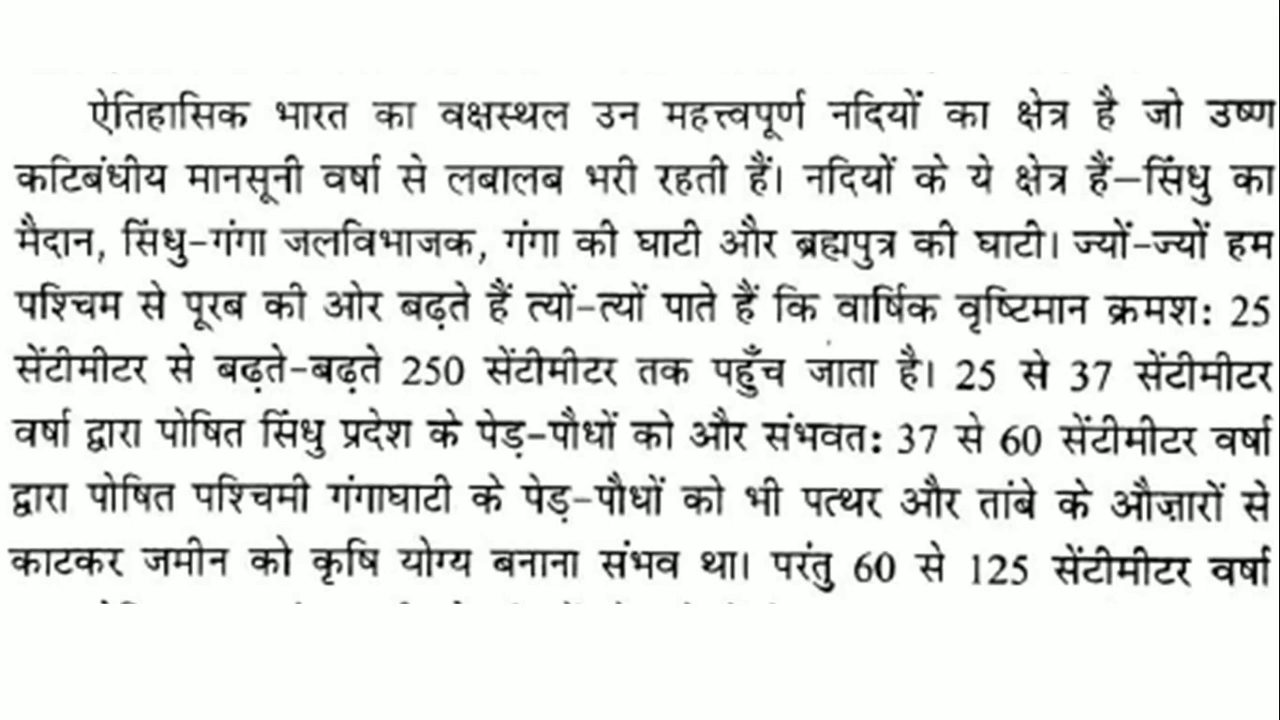 ऐतिहासिक भारत का वक्षस्थल उन महत्त्वपूर्ण नदियों का क्षेत्र है जो उष्ण
कटिबंधीय मानसूनी वर्षा से लबालब भरी रहती हैं। नदियों के ये क्षेत्र हैं–सिंधु का
मैदान, सिंधु-गंगा जलविभाजक, गंगा की घाटी और ब्रह्मपुत्र की घाटी। ज्यों-ज्यों हम
पश्चिम से पूरब की ओर बढ़ते हैं त्यों-त्यों पाते हैं कि वार्षिक वृष्टिमान क्रमश: 25
सेंटीमीटर से बढ़ते-बढ़ते 250 सेंटीमीटर तक पहुँच जाता है। 25 से 37 सेंटीमीटर
वर्षा द्वारा पोषित सिंधु प्रदेश के पेड़-पौधों को और संभवत: 37 से 60 सेंटीमीटर वर्षा
द्वारा पोषित पश्चिमी गंगाघाटी के पेड़-पौधों को भी पत्थर और तांबे के औज़ारों से
काटकर जमीन को कृषि योग्य बनाना संभव था। परंतु 60 से 125 सेंटीमीटर वर्षा